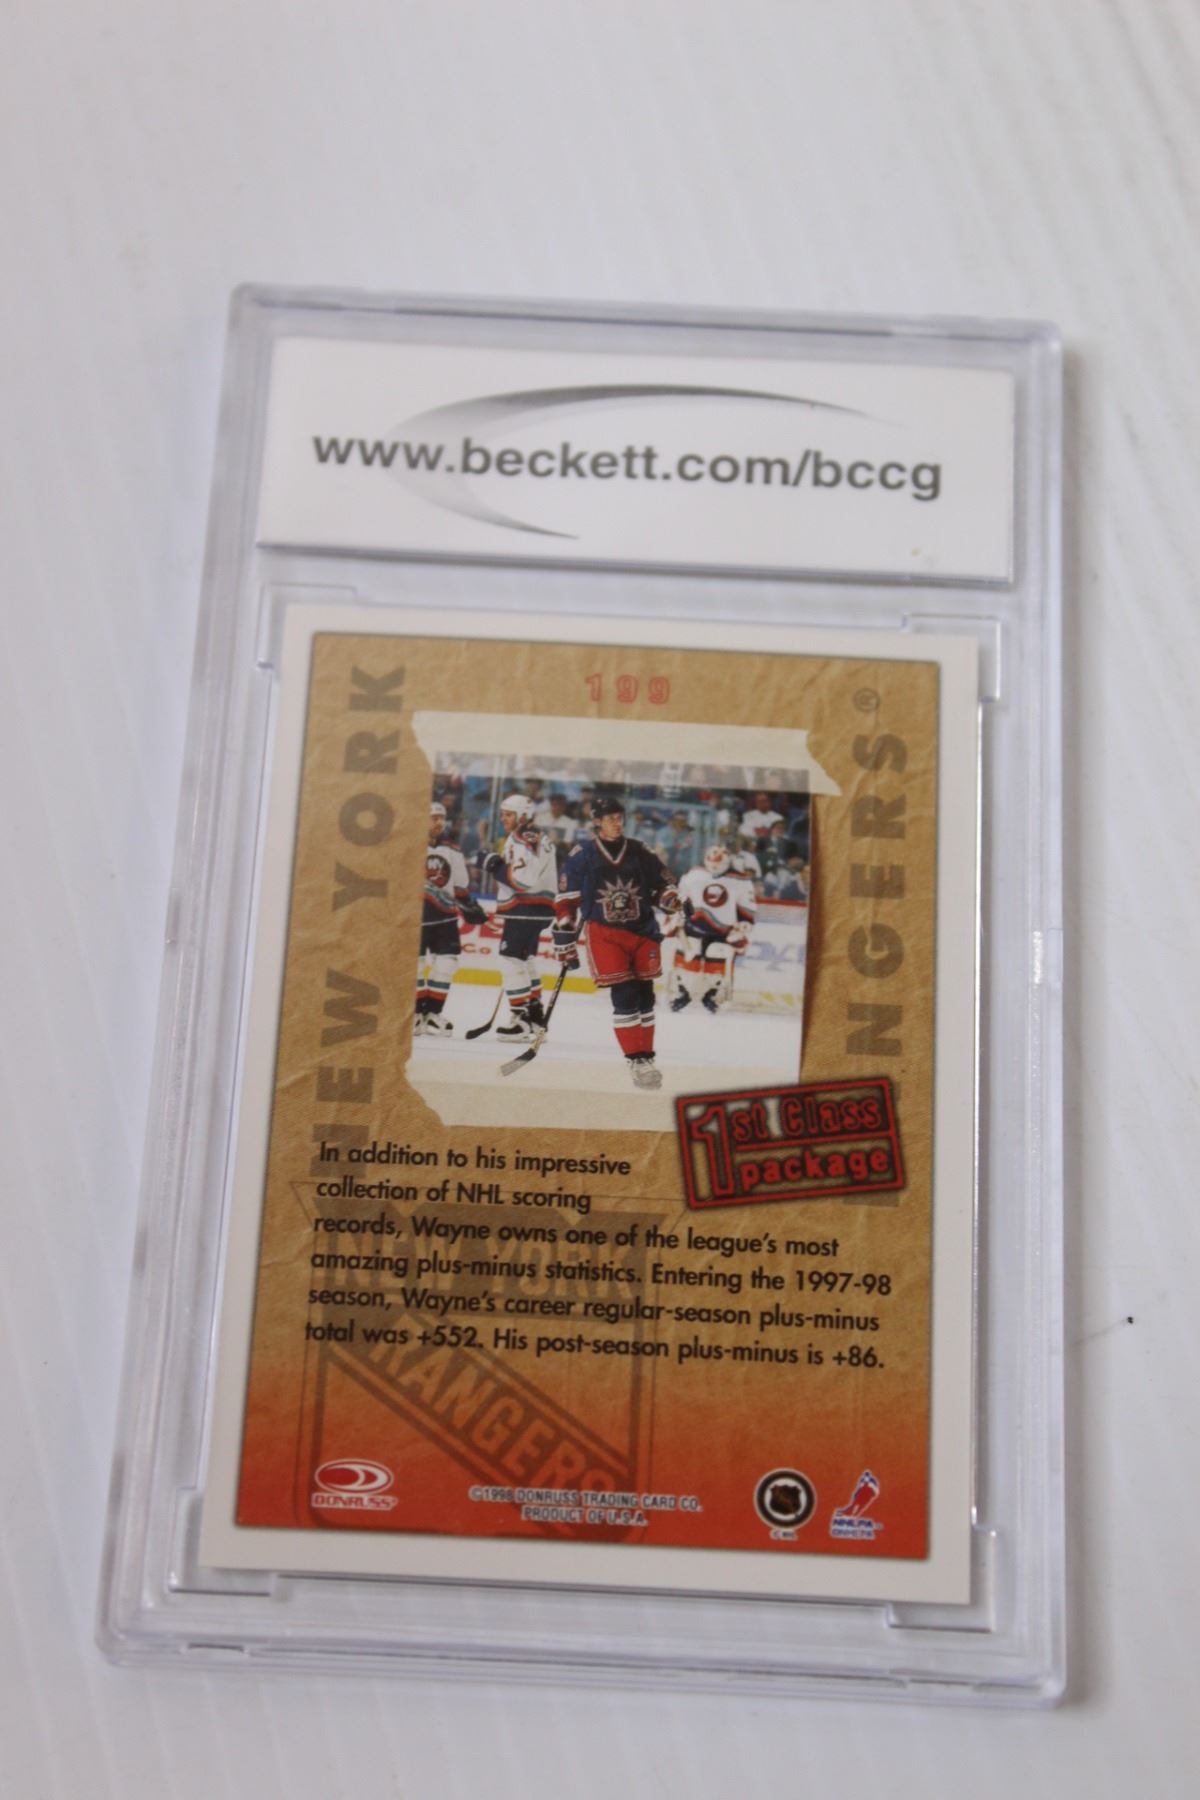 www.beckett.com/bccg
199
NEW YORK
RANGERS®
1st Class
package
In addition to his impressive
collection of NHL scoring
records, Wayne owns one of the league's most
amazing plus-minus statistics. Entering the 1997-98
season, Wayne's career regular-season plus-minus
total was +552. His post-season plus-minus is +86.
NEW YORK
RANGERS
DONRUSS®
©1998 DONRUSS TRADING CARD CO.
PRODUCT OF U.S.A.
NHLPA